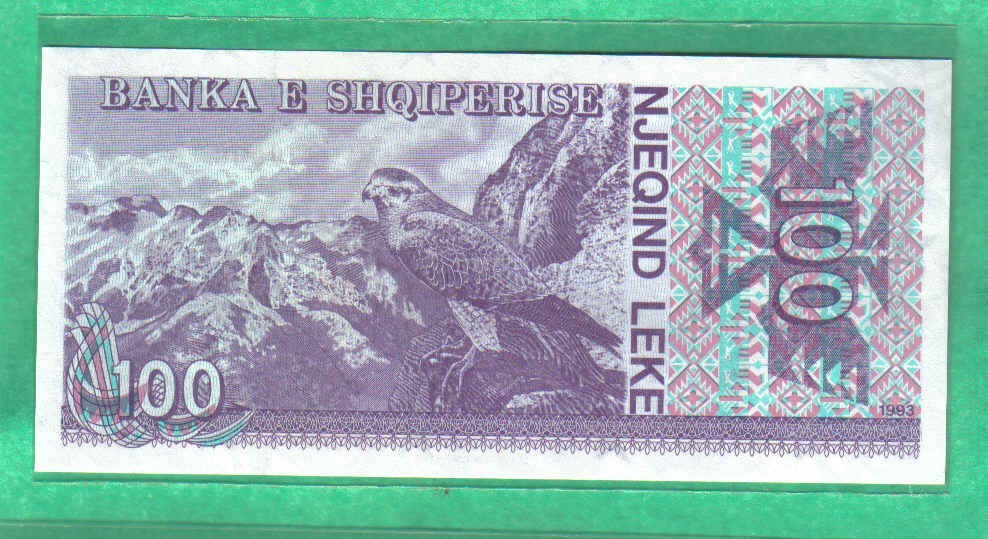 BANKA E SHQIPERISE
NJEQIND LEKE
100
100
1993